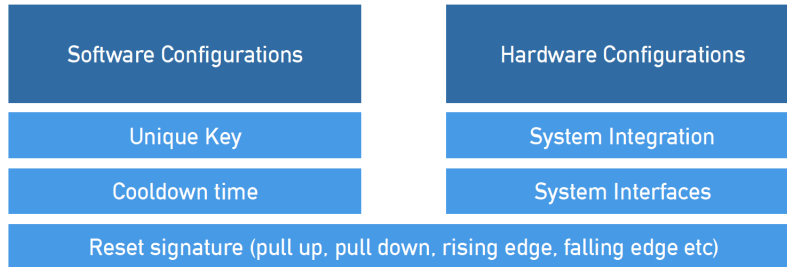 Software Configurations
Hardware Configurations
Unique Key
System Integration
Cooldown time
System Interfaces
Reset signature (pull up, pull down, rising edge, falling edge etc)